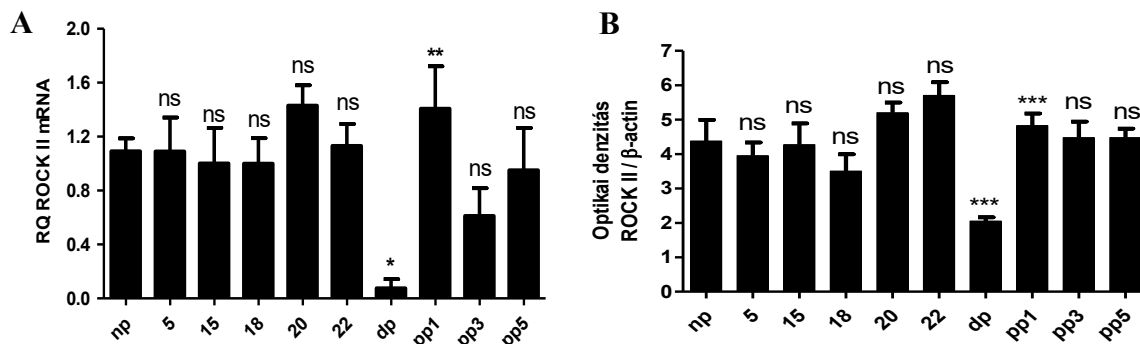 A
RQ ROCK II mRNA
2.0
1.6
1.2
0.8
0.4
0.0
ns
ns
ns
ns
ns
*
**
ns
ns
np
5
15
18
20
22
dp
pp1
pp3
pp5
B
Optikai denzitás
ROCK II / β-actin
7
6
5
4
3
2
1
0
ns
ns
ns
ns
ns
***
***
ns
ns
np
5
15
18
20
22
dp
pp1
pp3
pp5